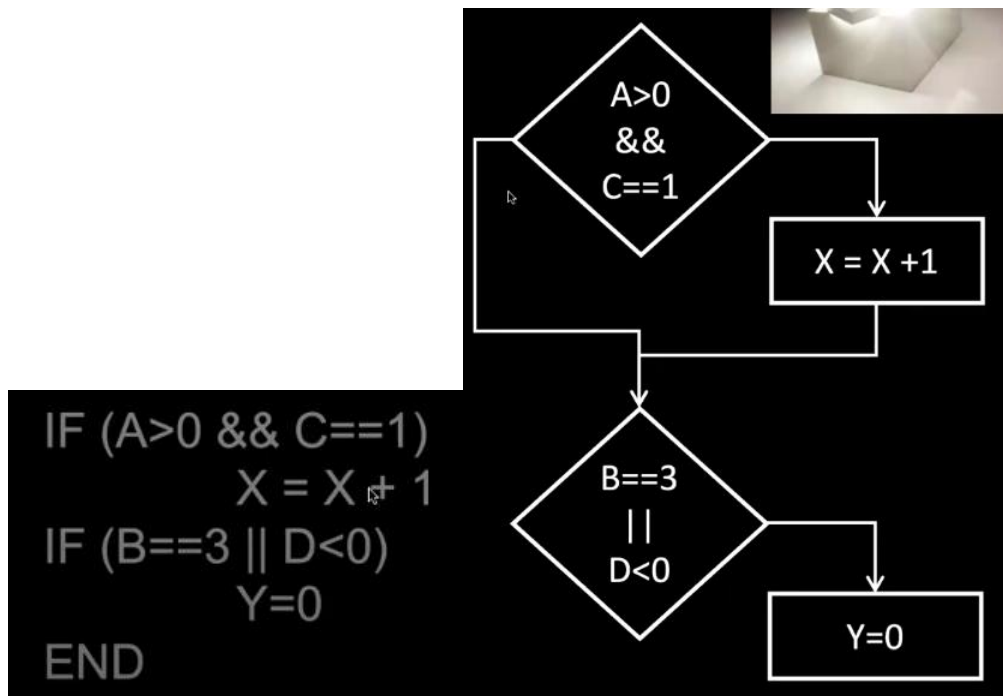 A>0
&&
C==1
X = X +1
B==3
||
D<0
Y=0
IF (A>0 && C==1)
X = X + 1
IF (B==3 || D<0)
Y=0
END